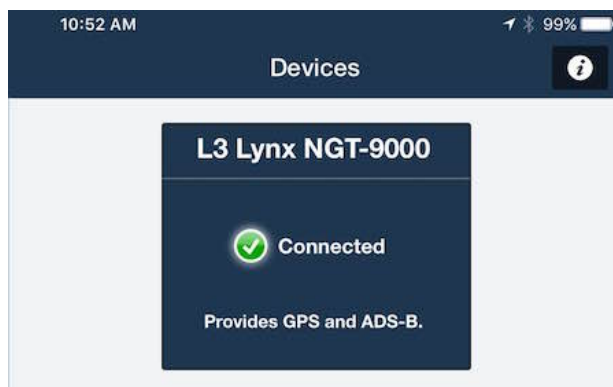 10:52 AM 99%
Devices
L3 Lynx NGT-9000
Connected
Provides GPS and ADS-B.